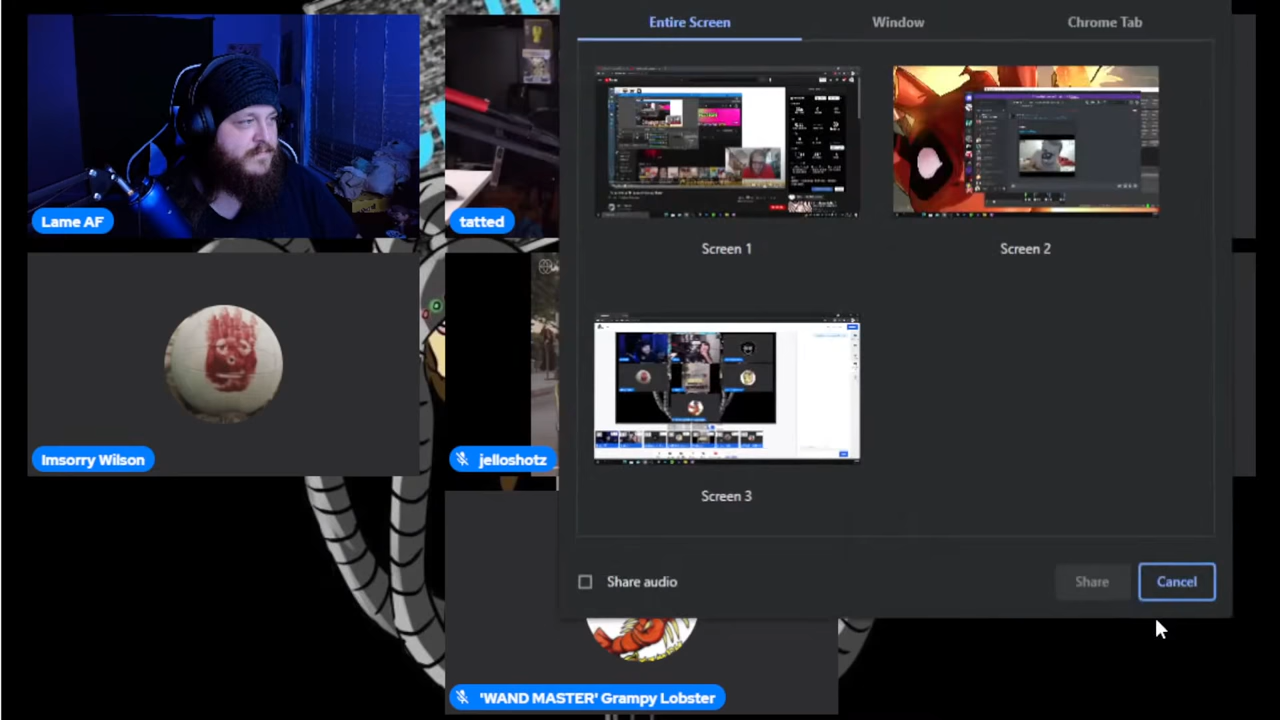 Entire Screen
Window
Chrome Tab
Lame AF
tatted
Screen 1
Screen 2
Imsorry Wilson
jelloshotz
Screen 3
Share audio
Share
Cancel
'WAND MASTER' Grampy Lobster